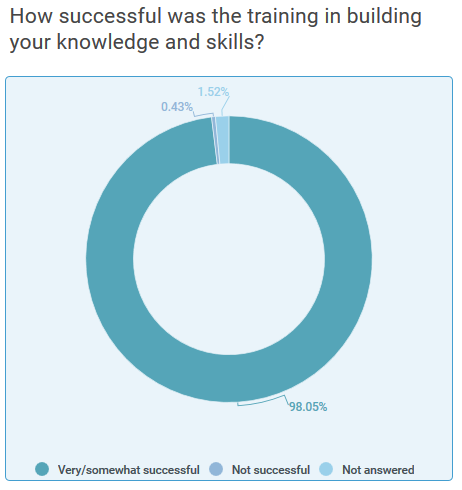 How successful was the training in building
your knowledge and skills?
1.52%
0.43%
98.05%
Very/somewhat successful Not successful Not answered